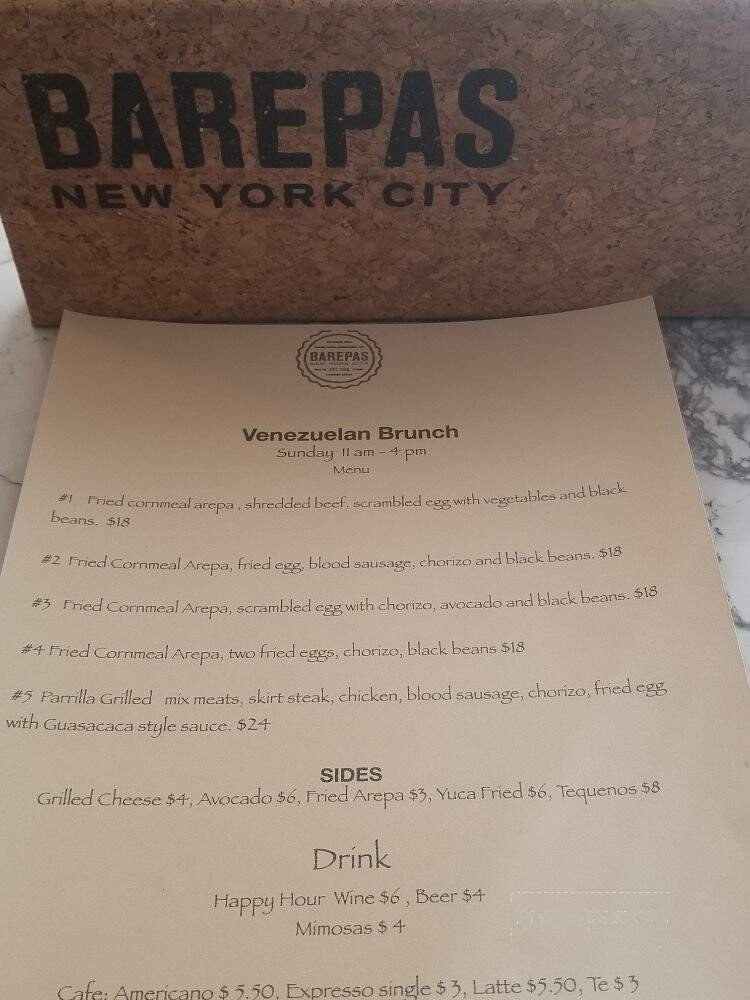 BAREPAS
NEW YORK CITY
BAREPAS
NEW YORK CITY
Venezuelan Brunch
Sunday 11 am - 4 pm
Menu
#1 Fried cornmeal arepa , shredded beef, scrambled egg with vegetables and black
beans. $18
#2 Fried Cornmeal Arepa, fried egg, blood sausage, chorizo and black beans. $18
#3 Fried Cornmeal Arepa, scrambled egg with chorizo, avocado and black beans. $18
#4 Fried Cornmeal Arepa, two fried eggs, chorizo, black beans $18
#5 Parrilla Grilled mix meats, skirt steak, chicken, blood sausage, chorizo, fried egg
with Guasacaca style sauce. $24
SIDES
Grilled Cheese $4, Avocado $6, Fried Arepa $3, Yuca Fried $6, Tequenos $8
Drink
Happy Hour Wine $6 , Beer $4
Mimosas $ 4
Cafe: Americano $ 5.50, Expresso single $ 3, Latte $5.50, Te $ 3